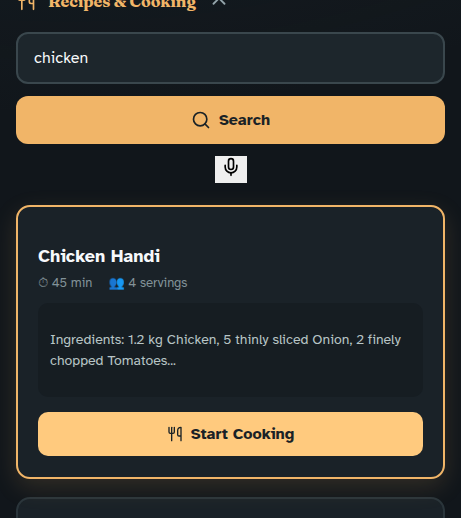 Recipes & Cooking
chicken
Search
Chicken Handi
45 min 4 servings
Ingredients: 1.2 kg Chicken, 5 thinly sliced Onion, 2 finely
chopped Tomatoes...
Start Cooking